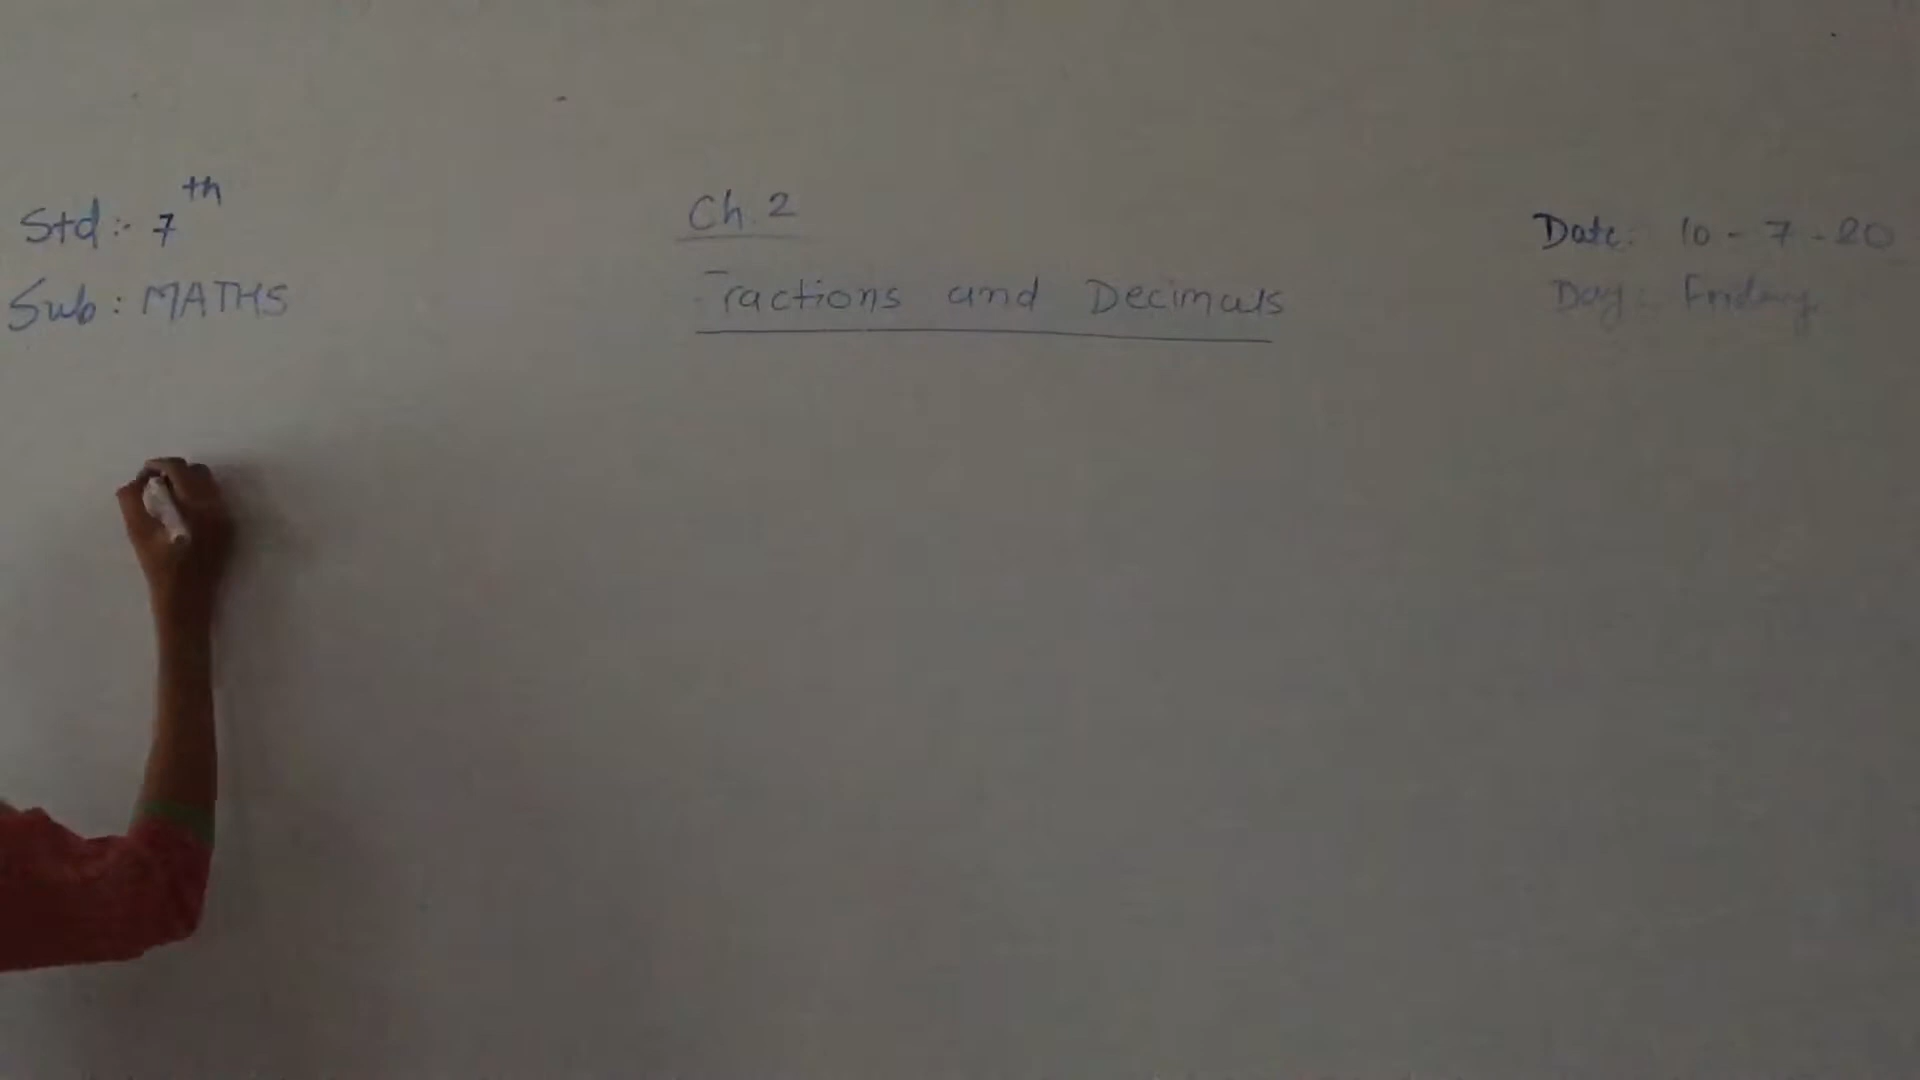 Std:- 7th
Sub: MATHS
Ch. 2
Fractions and Decimals
Date: 10 - 7 - 20
Day: Friday